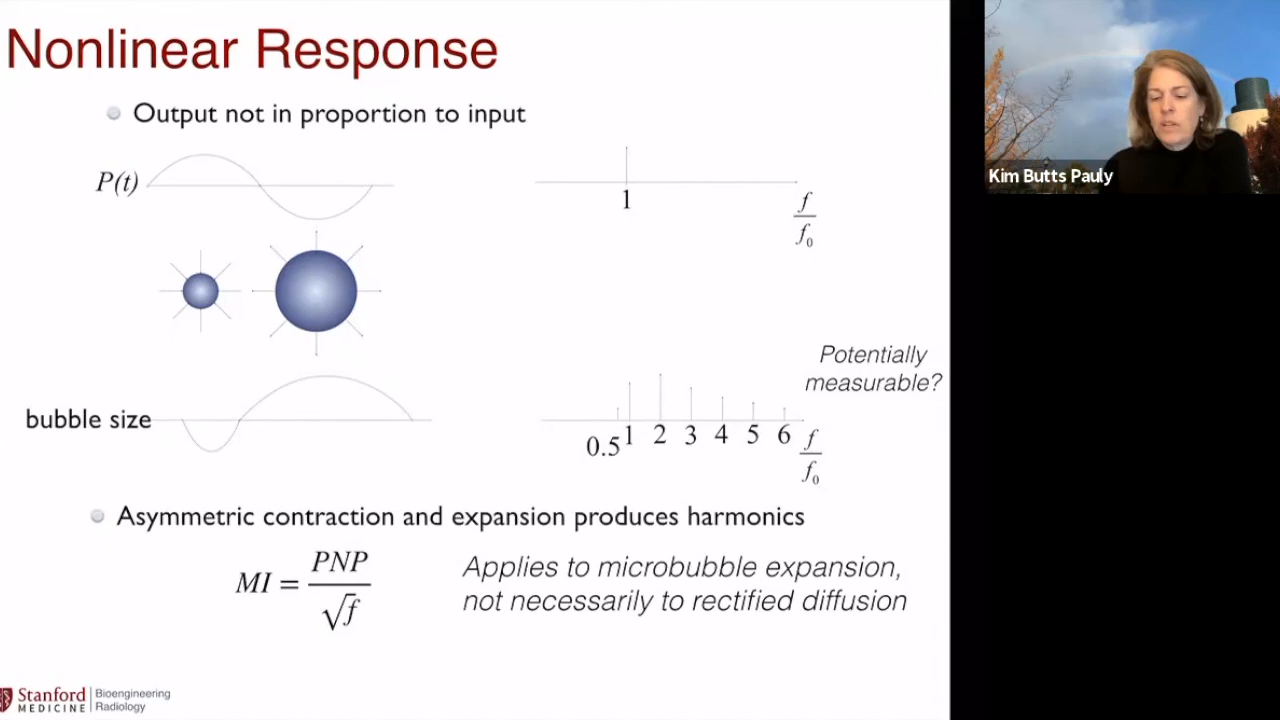 Nonlinear Response
Output not in proportion to input
P(t)
1
f
f₀
Potentially
measurable?
bubble size
0.5 1 2 3 4 5 6 f
f₀
Asymmetric contraction and expansion produces harmonics
MI = PNP
√f
Applies to microbubble expansion,
not necessarily to rectified diffusion
Stanford
MEDICINE
Bioengineering
Radiology
Kim Butts Pauly